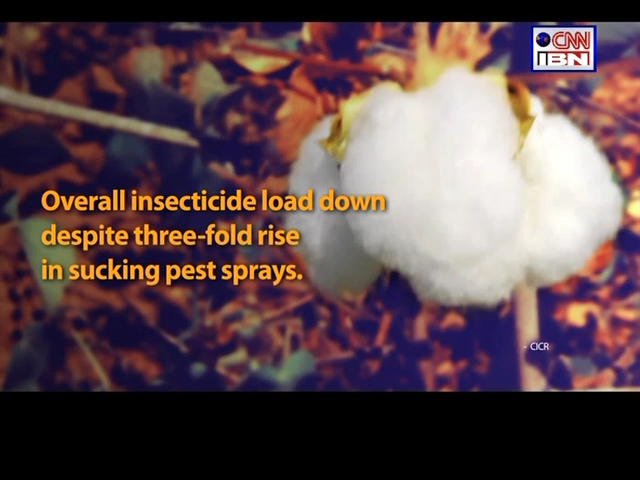 CNN
IBN
Overall insecticide load down
despite three-fold rise
in sucking pest sprays.
- CICR